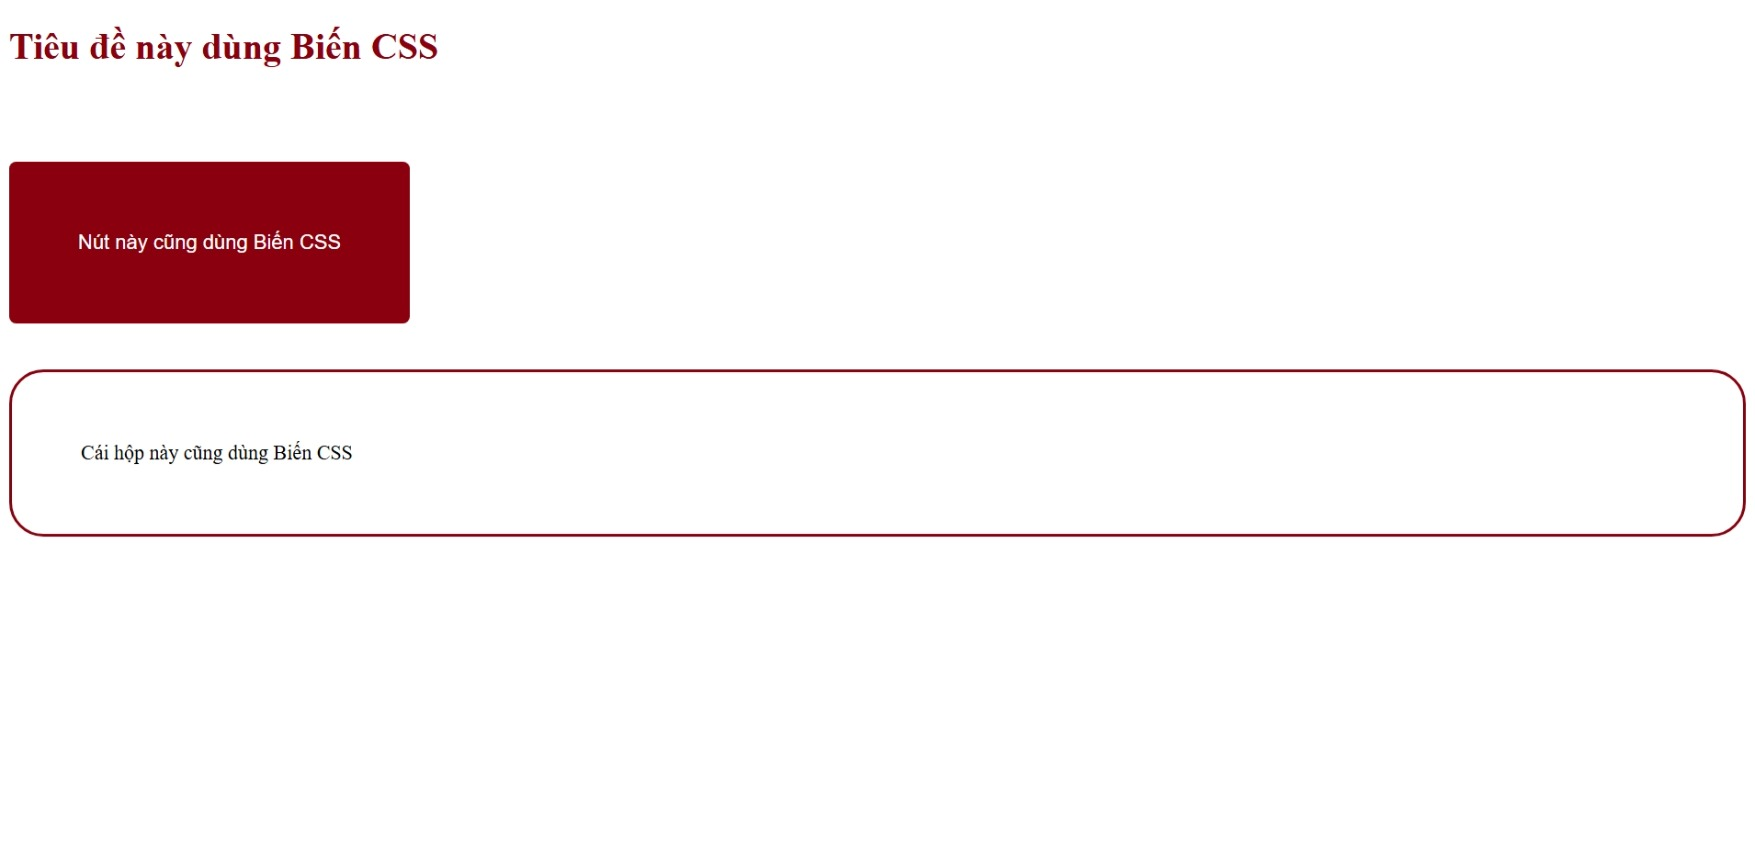 Tiêu đề này dùng Biến CSS
Nút này cũng dùng Biến CSS
Cái hộp này cũng dùng Biến CSS